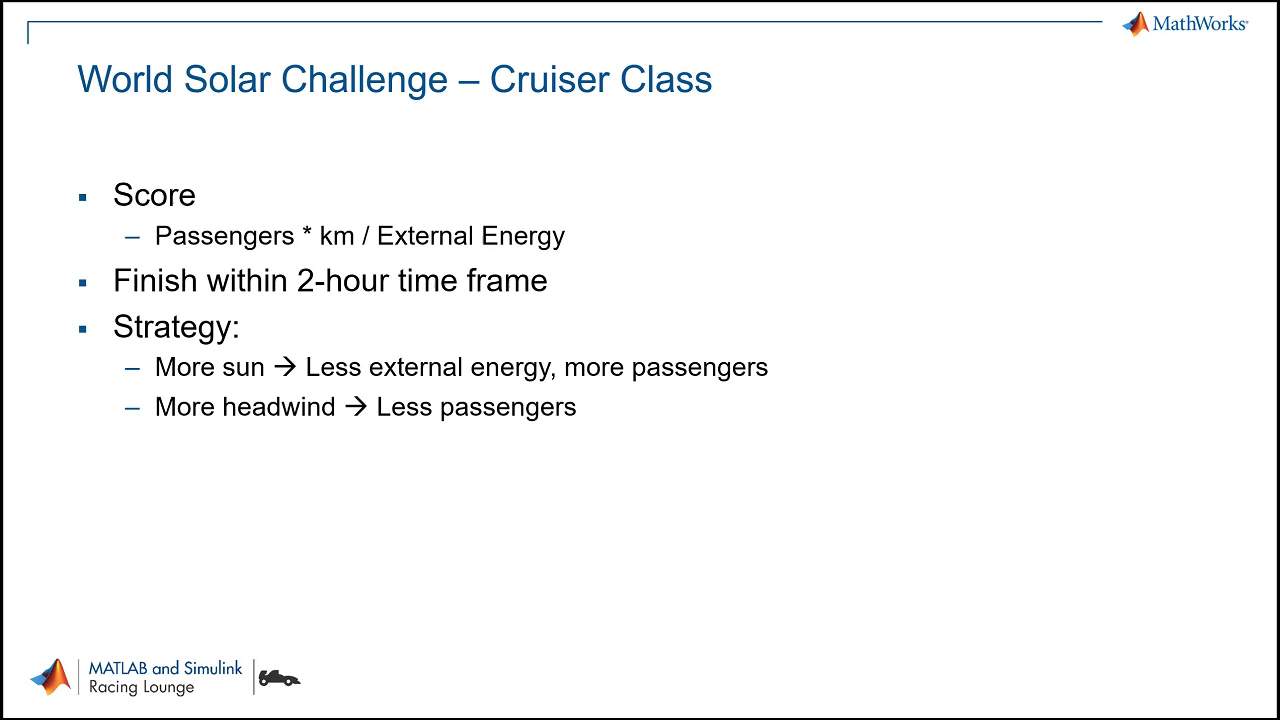 MathWorks®
World Solar Challenge – Cruiser Class
▪ Score
– Passengers * km / External Energy
▪ Finish within 2-hour time frame
▪ Strategy:
– More sun → Less external energy, more passengers
– More headwind → Less passengers
MATLAB and Simulink
Racing Lounge